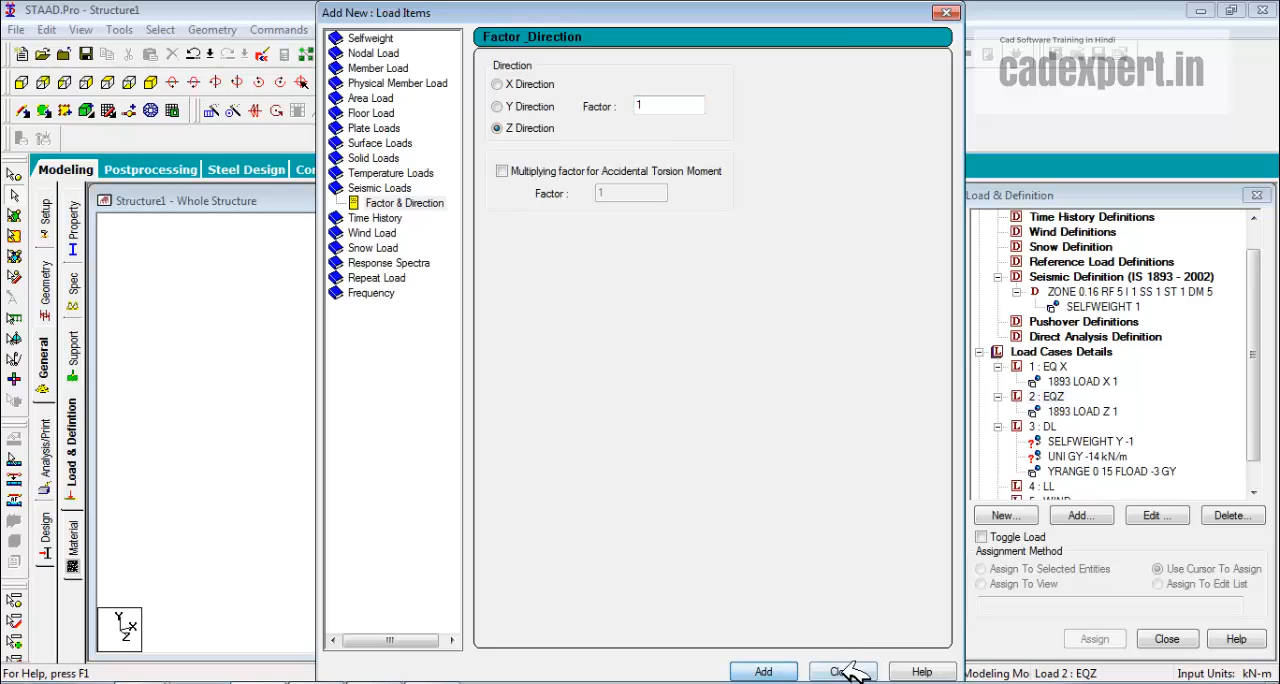 STAAD.Pro - Structure1
File Edit View Tools Select Geometry Commands
Modeling Postprocessing Steel Design
Structure1 - Whole Structure
Setup
Geometry
General
Analysis/Print
Design
Property
Spec
Support
Load & Definition
Material
Y
X
Z
For Help, press F1
Add New : Load Items
Selfweight
Nodal Load
Member Load
Physical Member Load
Area Load
Floor Load
Plate Loads
Surface Loads
Solid Loads
Temperature Loads
Seismic Loads
Factor & Direction
Time History
Wind Load
Snow Load
Response Spectra
Repeat Load
Frequency
Factor_Direction
Direction
X Direction
Y Direction Factor : 1
Z Direction
Multiplying factor for Accidental Torsion Moment
Factor : 1
Add Help
Cad Software Training in Hindi
cadexpert.in
Load & Definition
Time History Definitions
Wind Definitions
Snow Definition
Reference Load Definitions
Seismic Definition (IS 1893 - 2002)
ZONE 0.16 RF 5 I 1 SS 1 ST 1 DM 5
SELFWEIGHT 1
Pushover Definitions
Direct Analysis Definition
Load Cases Details
1 : EQ X
1893 LOAD X 1
2 : EQZ
1893 LOAD Z 1
3 : DL
SELFWEIGHT Y -1
UNI GY -14 kN/m
YRANGE 0 15 FLOAD -3 GY
4 : LL
New... Add... Edit ... Delete...
Toggle Load
Assignment Method
Assign To Selected Entities Use Cursor To Assign
Assign To View Assign To Edit List
Assign Close Help
Modeling Mo Load 2 : EQZ Input Units: kN-m